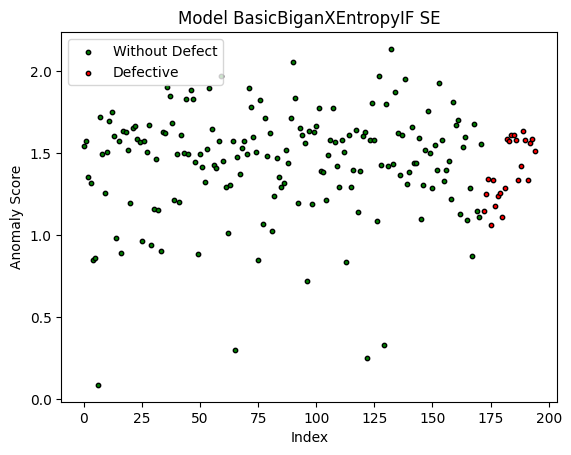 Model BasicBiganXEntropyIF SE
Without Defect
Defective
Anomaly Score
2.0
1.5
1.0
0.5
0.0
0 25 50 75 100 125 150 175 200
Index